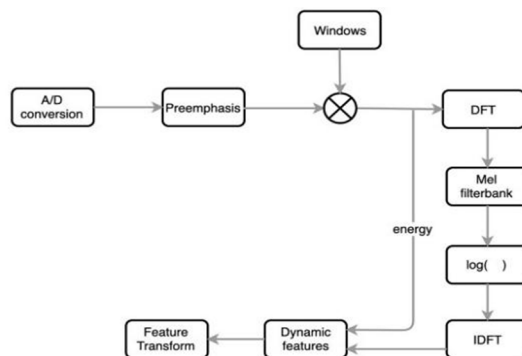 Windows
A/D
conversion
Preemphasis
DFT
Mel
filterbank
energy
log( )
Feature
Transform
Dynamic
features
IDFT